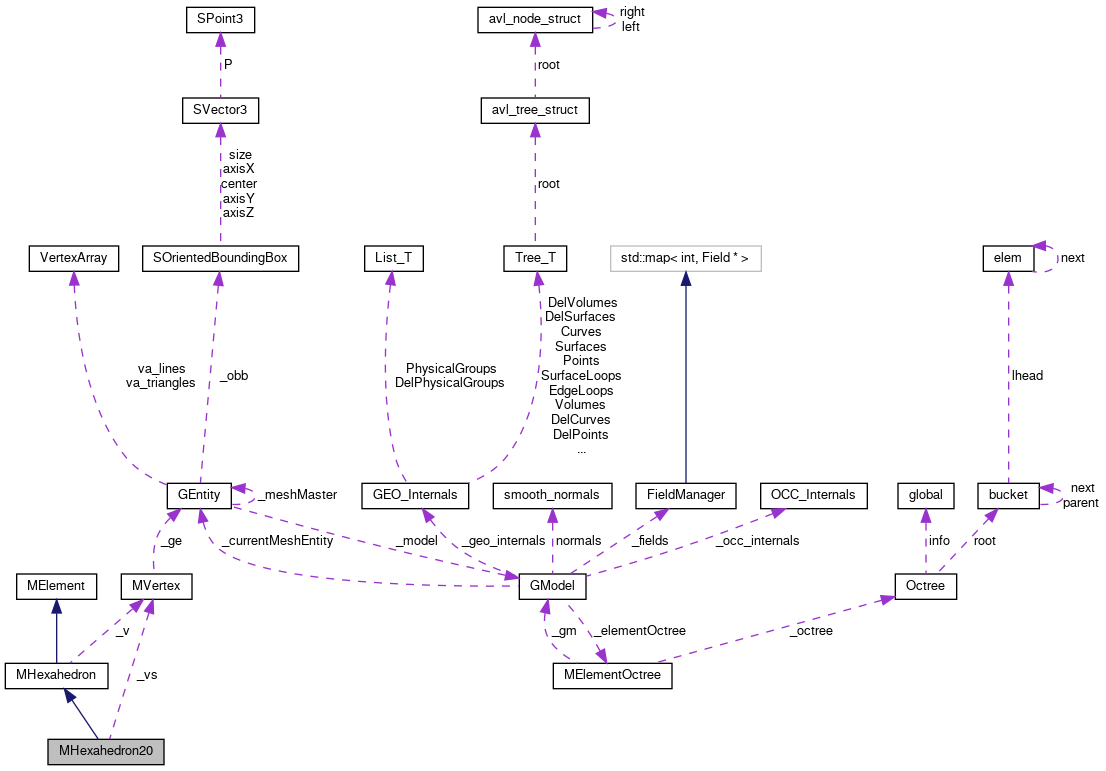 SPoint3
avl_node_struct
right
left
P
root
SVector3
avl_tree_struct
size
axisX
center
axisY
axisZ
root
VertexArray
SOrientedBoundingBox
List_T
Tree_T
std::map< int, Field * >
elem
next
va_lines
va_triangles
_obb
PhysicalGroups
DelPhysicalGroups
DelVolumes
DelSurfaces
Curves
Surfaces
Points
SurfaceLoops
EdgeLoops
Volumes
DelCurves
DelPoints
...
lhead
GEntity
_meshMaster
GEO_Internals
smooth_normals
FieldManager
OCC_Internals
global
bucket
next
parent
_ge
_currentMeshEntity
_model
_geo_internals
normals
_fields
_occ_internals
info
root
MElement
MVertex
GModel
Octree
_v
_gm
_elementOctree
_octree
MHexahedron
_vs
MElementOctree
MHexahedron20